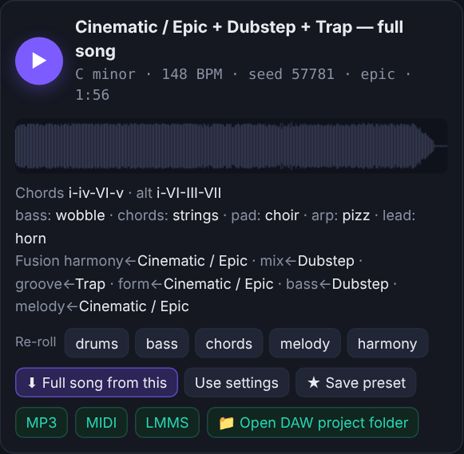 Cinematic / Epic + Dubstep + Trap — full
song
C minor · 148 BPM · seed 57781 · epic ·
1:56
Chords i-iv-VI-v · alt i-VI-III-VII
bass: wobble · chords: strings · pad: choir · arp: pizz · lead:
horn
Fusion harmony←Cinematic / Epic · mix←Dubstep ·
groove←Trap · form←Cinematic / Epic · bass←Dubstep ·
melody←Cinematic / Epic
Re-roll drums bass chords melody harmony
⬇ Full song from this Use settings ★ Save preset
MP3 MIDI LMMS 📁 Open DAW project folder